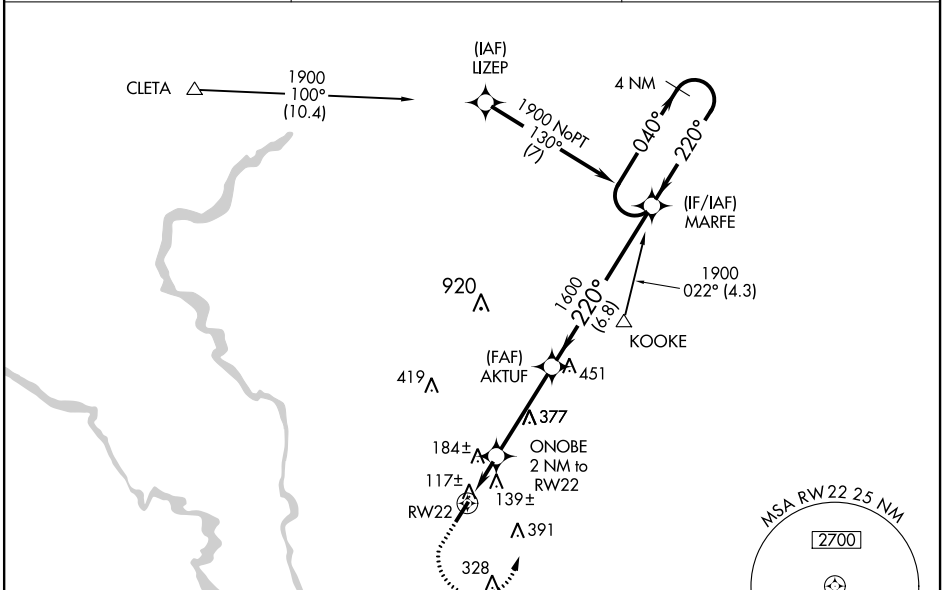 (IAF)
LIZEP
CLETA
1900
100°
(10.4)
1900 NoPT
130°
(7)
4 NM
040°
220°
(IF/IAF)
MARFE
1900
022° (4.3)
KOOKE
920
1600
220°
(6.8)
(FAF)
AKTUF
451
419
377
184±
ONOBE
2 NM to
RW22
117±
139±
RW22
391
328
MSA RW22 25 NM
2700